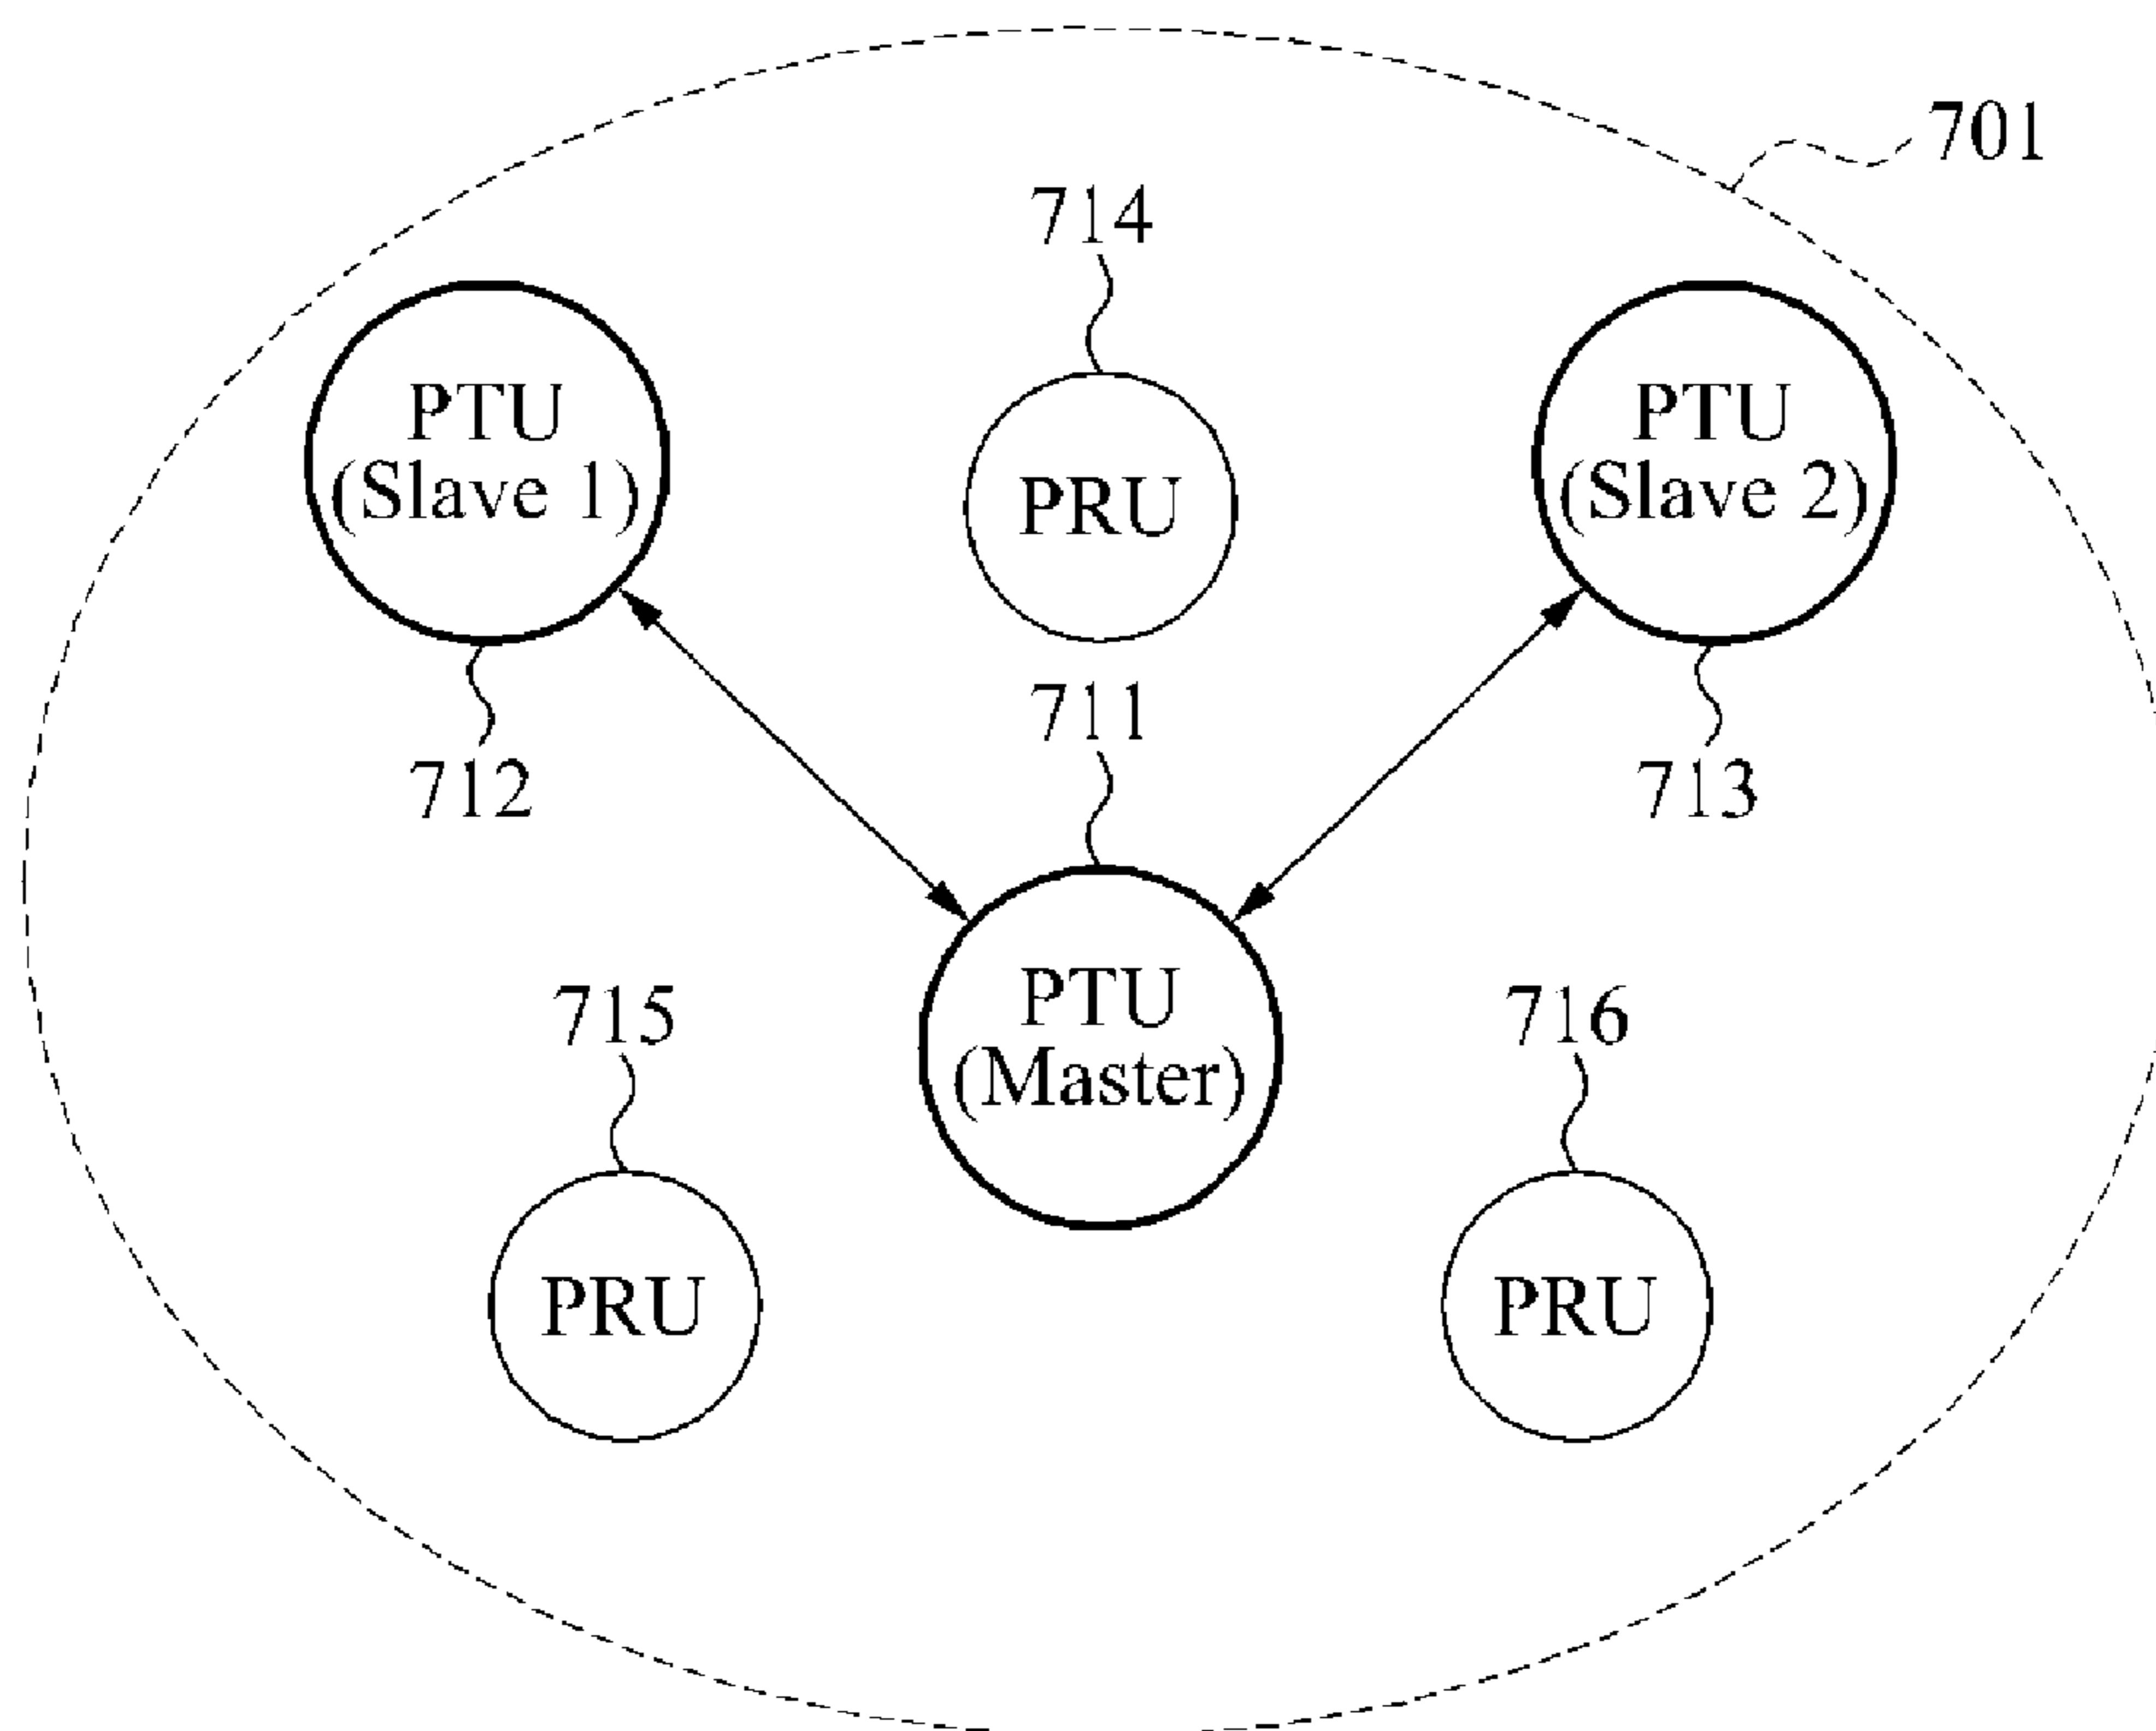 701
714
PTU
(Slave 1)
PRU
PTU
(Slave 2)
712
711
713
715
PTU
(Master)
716
PRU
PRU